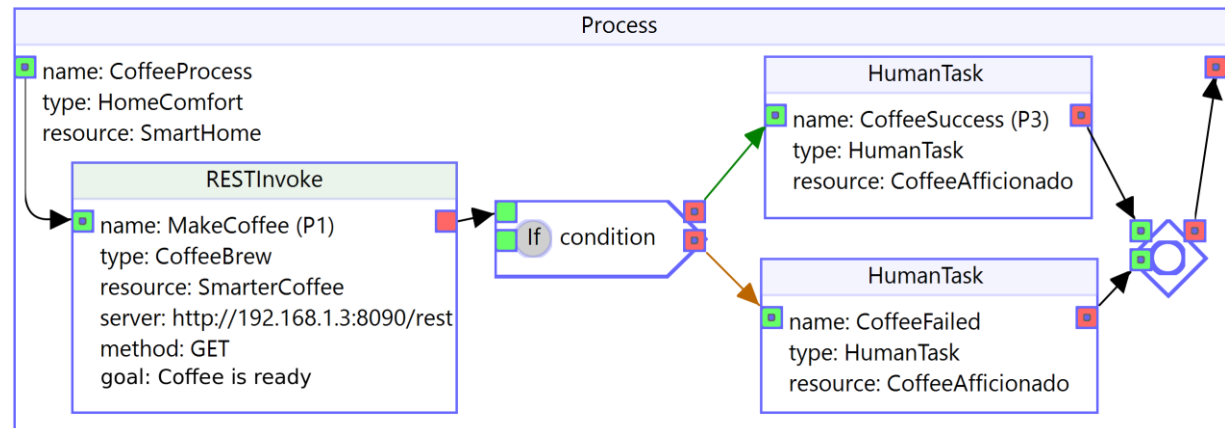 Process
name: CoffeeProcess
type: HomeComfort
resource: SmartHome
RESTInvoke
name: MakeCoffee (P1)
type: CoffeeBrew
resource: SmarterCoffee
server: http://192.168.1.3:8090/rest
method: GET
goal: Coffee is ready
If condition
HumanTask
name: CoffeeSuccess (P3)
type: HumanTask
resource: CoffeeAfficionado
HumanTask
name: CoffeeFailed
type: HumanTask
resource: CoffeeAfficionado